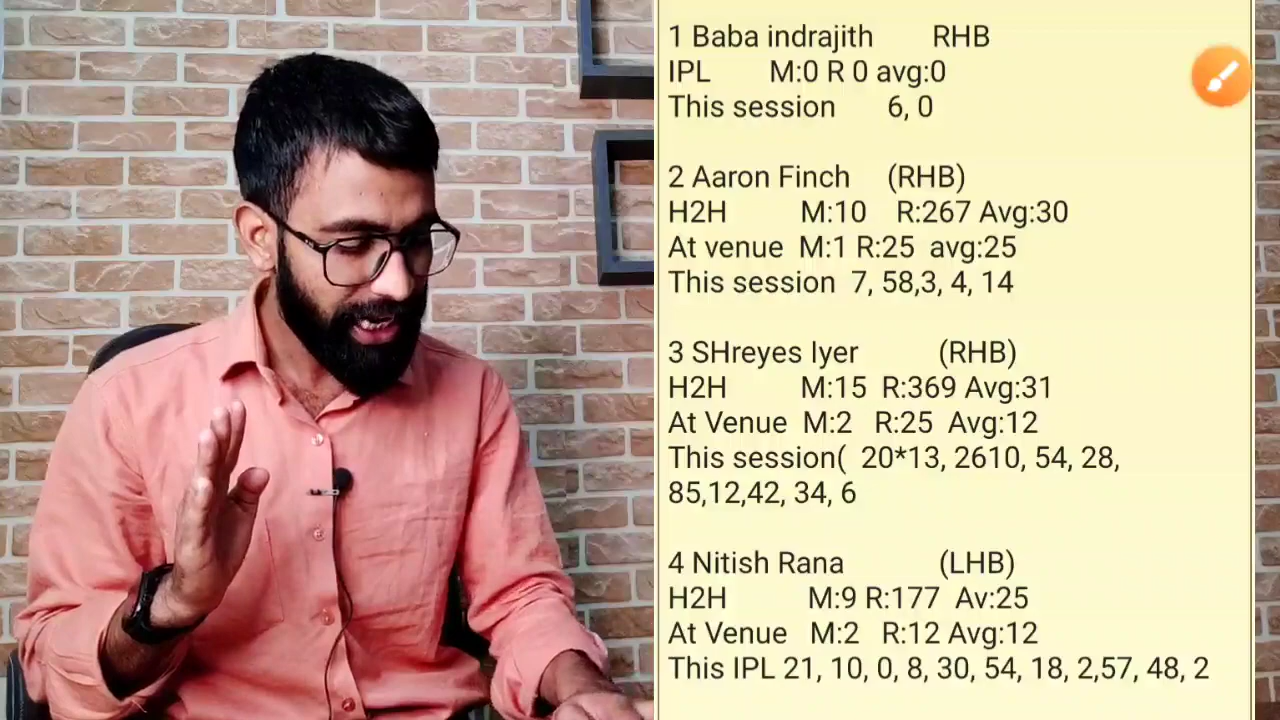 1 Baba indrajith RHB
IPL M:0 R 0 avg:0
This session 6, 0
2 Aaron Finch (RHB)
H2H M:10 R:267 Avg:30
At venue M:1 R:25 avg:25
This session 7, 58,3, 4, 14
3 SHreyes Iyer (RHB)
H2H M:15 R:369 Avg:31
At Venue M:2 R:25 Avg:12
This session( 20*13, 2610, 54, 28,
85,12,42, 34, 6
4 Nitish Rana (LHB)
H2H M:9 R:177 Av:25
At Venue M:2 R:12 Avg:12
This IPL 21, 10, 0, 8, 30, 54, 18, 2,57, 48, 2